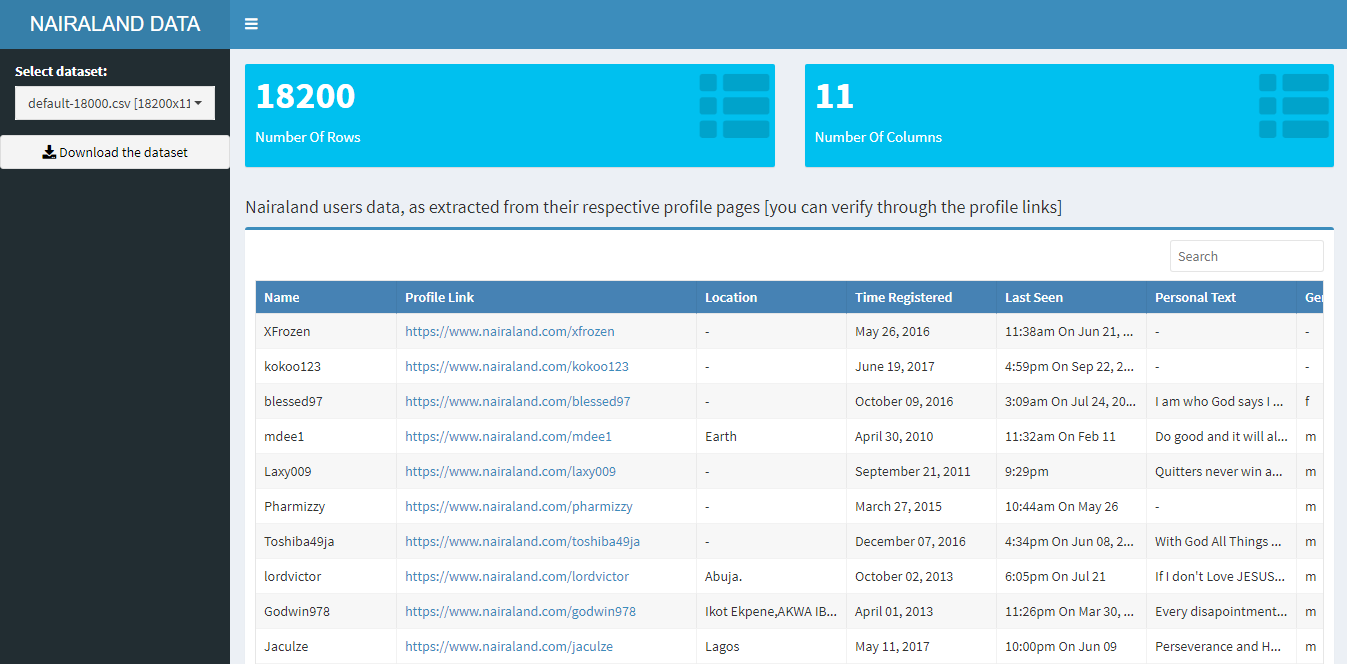 NAIRALAND DATA
Select dataset:
default-18000.csv [18200x11
Download the dataset
18200
Number Of Rows
11
Number Of Columns
Nairaland users data, as extracted from their respective profile pages [you can verify through the profile links]
Search
Name Profile Link Location Time Registered Last Seen Personal Text Ge
XFrozen https://www.nairaland.com/xfrozen - May 26, 2016 11:38am On Jun 21, ... - -
kokoo123 https://www.nairaland.com/kokoo123 - June 19, 2017 4:59pm On Sep 22, 2... - -
blessed97 https://www.nairaland.com/blessed97 - October 09, 2016 3:09am On Jul 24, 20... I am who God says I ... f
mdee1 https://www.nairaland.com/mdee1 Earth April 30, 2010 11:32am On Feb 11 Do good and it will al... m
Laxy009 https://www.nairaland.com/laxy009 - September 21, 2011 9:29pm Quitters never win a... m
Pharmizzy https://www.nairaland.com/pharmizzy - March 27, 2015 10:44am On May 26 - m
Toshiba49ja https://www.nairaland.com/toshiba49ja - December 07, 2016 4:34pm On Jun 08, 2... With God All Things ... m
lordvictor https://www.nairaland.com/lordvictor Abuja. October 02, 2013 6:05pm On Jul 21 If I don't Love JESUS... m
Godwin978 https://www.nairaland.com/godwin978 Ikot Ekpene,AKWA IB... April 01, 2013 11:26pm On Mar 30, ... Every disapointment... m
Jaculze https://www.nairaland.com/jaculze Lagos May 11, 2017 10:00pm On Jun 09 Perseverance and H... m